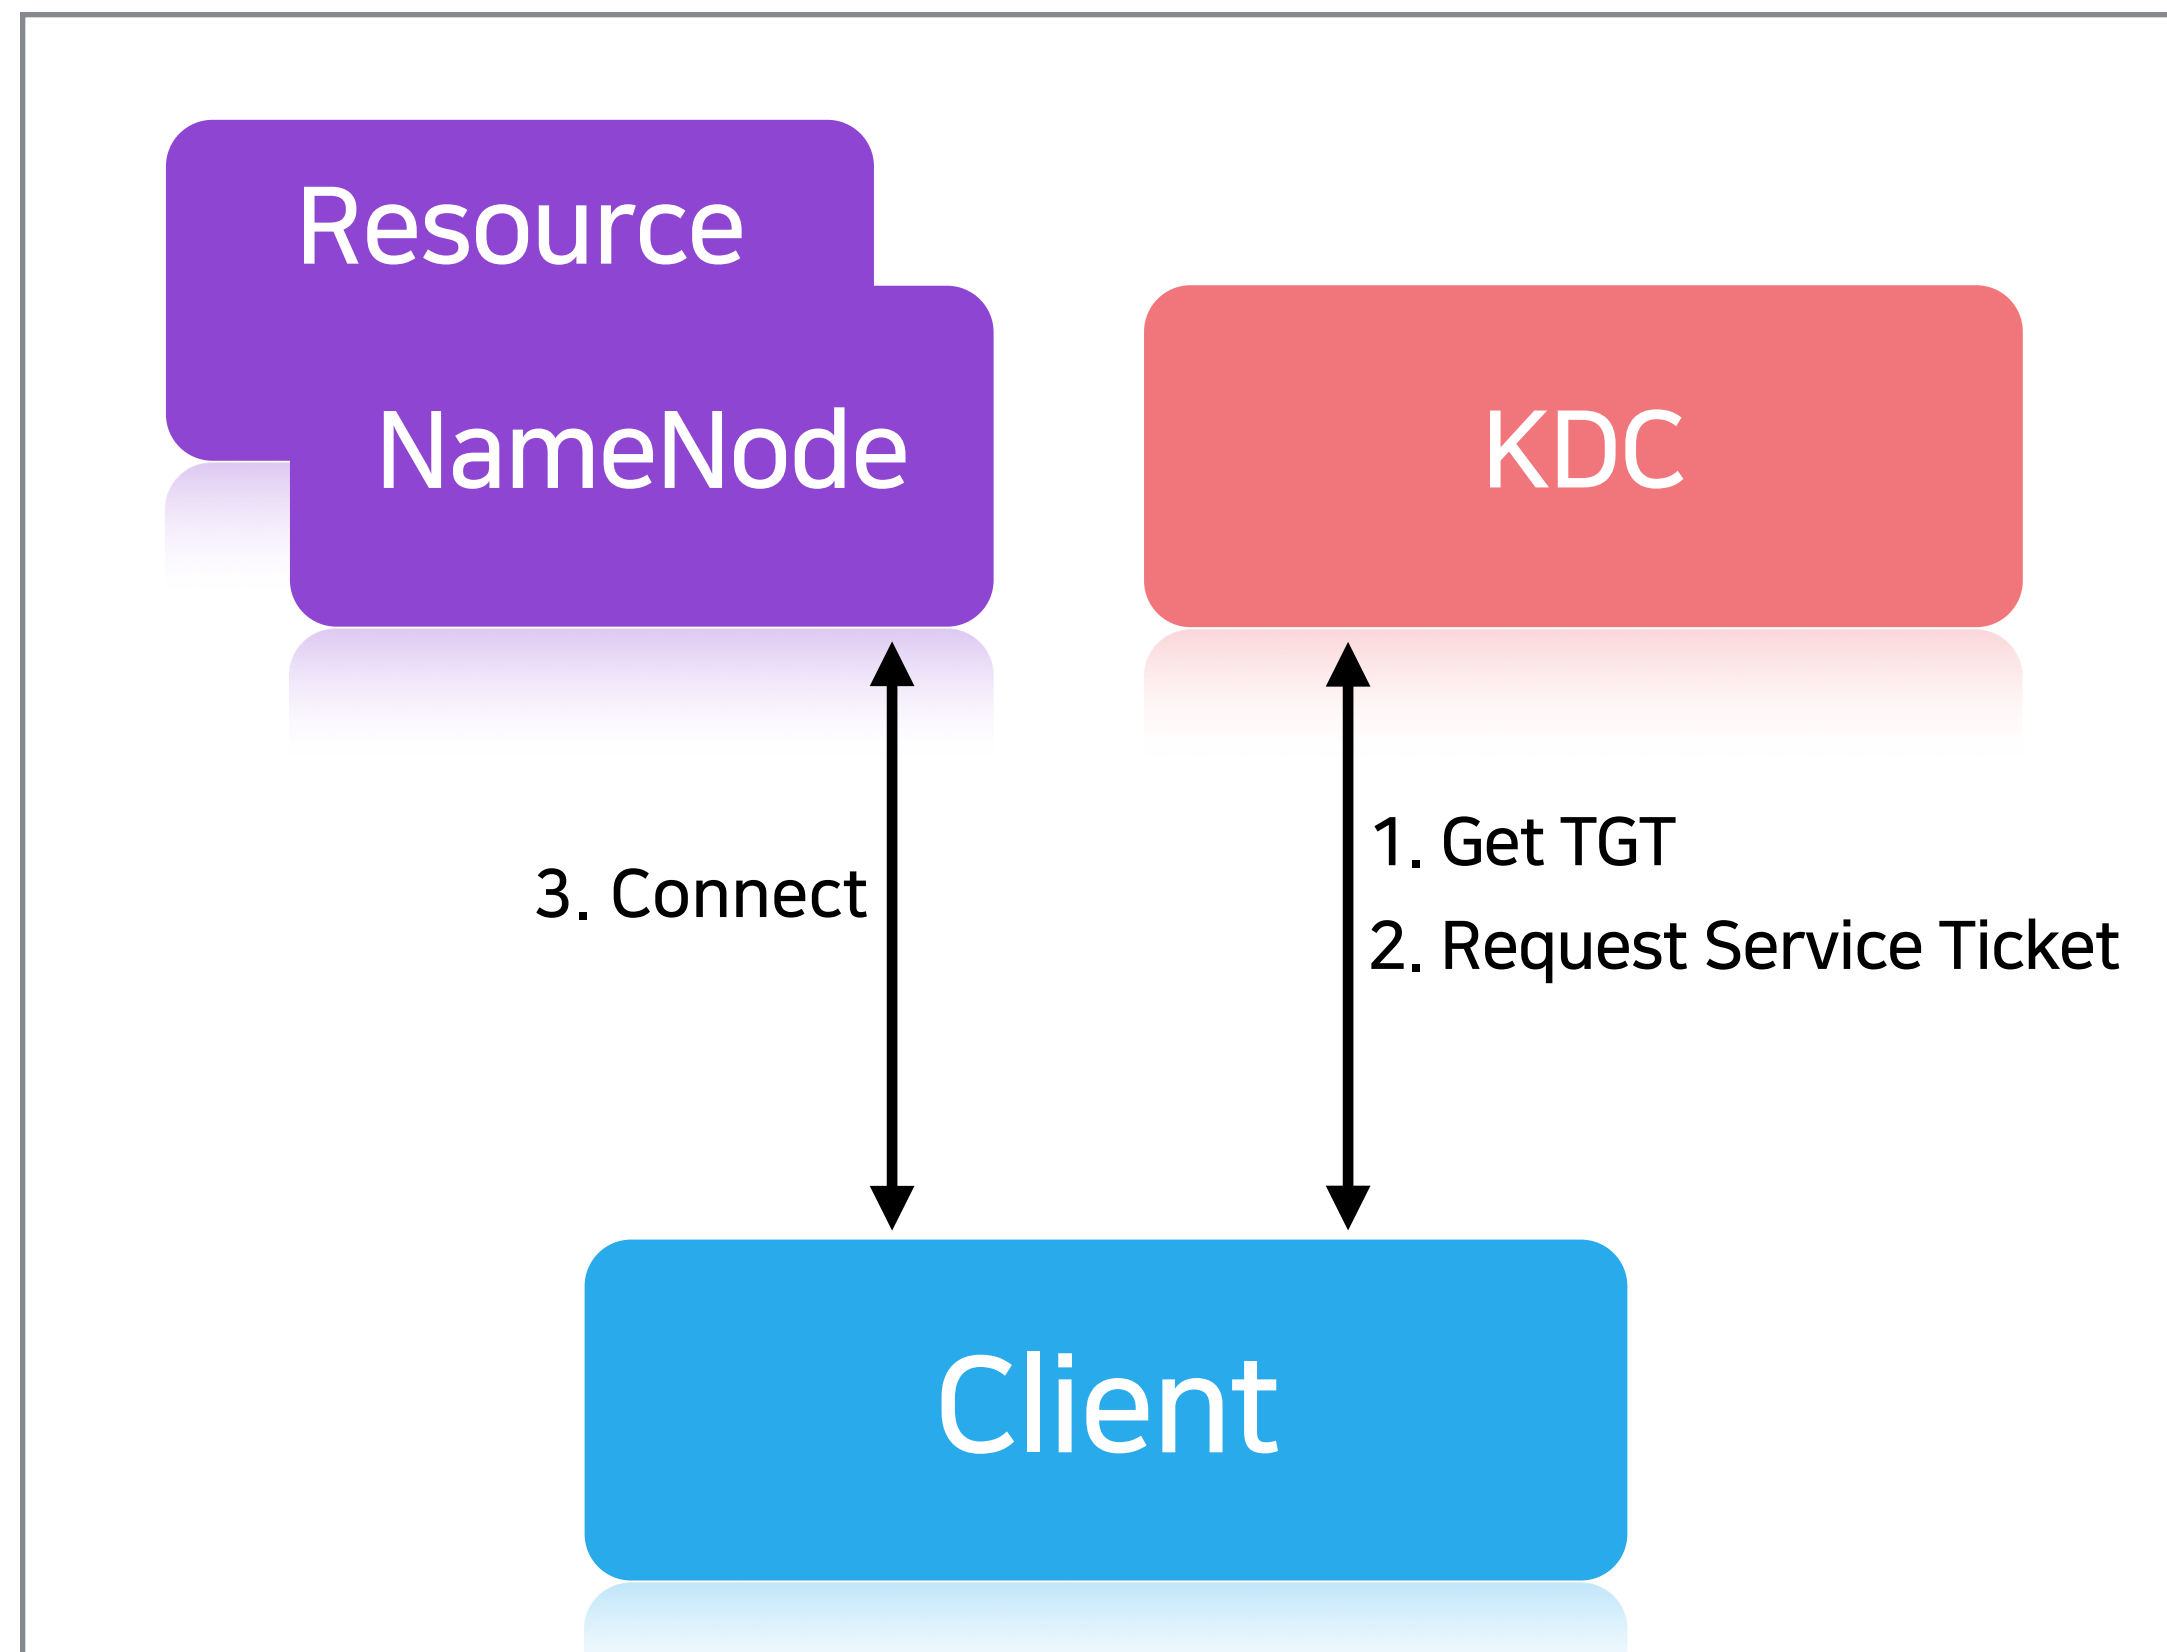 Resource
NameNode
KDC
3. Connect
1. Get TGT
2. Request Service Ticket
Client